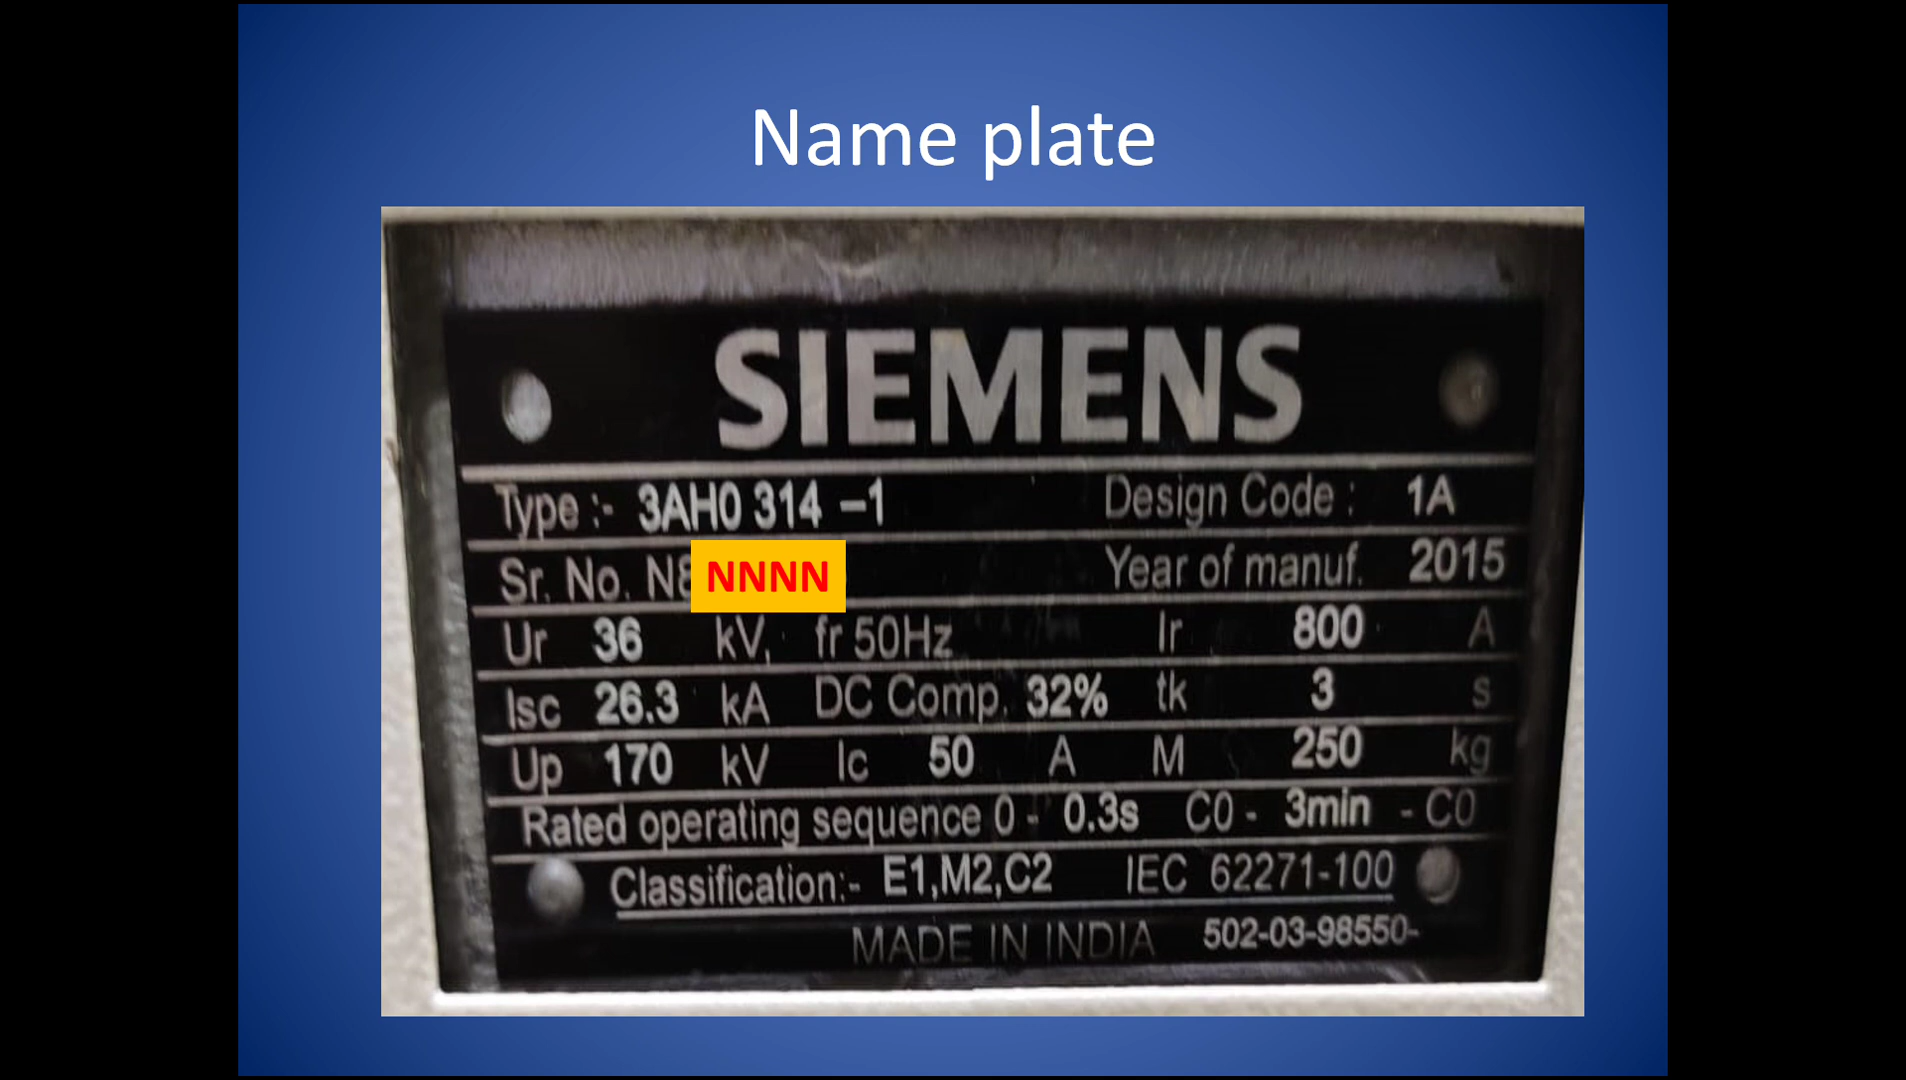 Name plate
SIEMENS
Type :- 3AH0 314 -1 Design Code : 1A
Sr. No. N8 NNNN Year of manuf. 2015
Ur 36 kV, fr 50Hz Ir 800 A
Isc 26.3 kA DC Comp. 32% tk 3 s
Up 170 kV Ic 50 A M 250 kg
Rated operating sequence 0 - 0.3s C0 - 3min - C0
Classification:- E1,M2,C2 IEC 62271-100
MADE IN INDIA 502-03-98550-